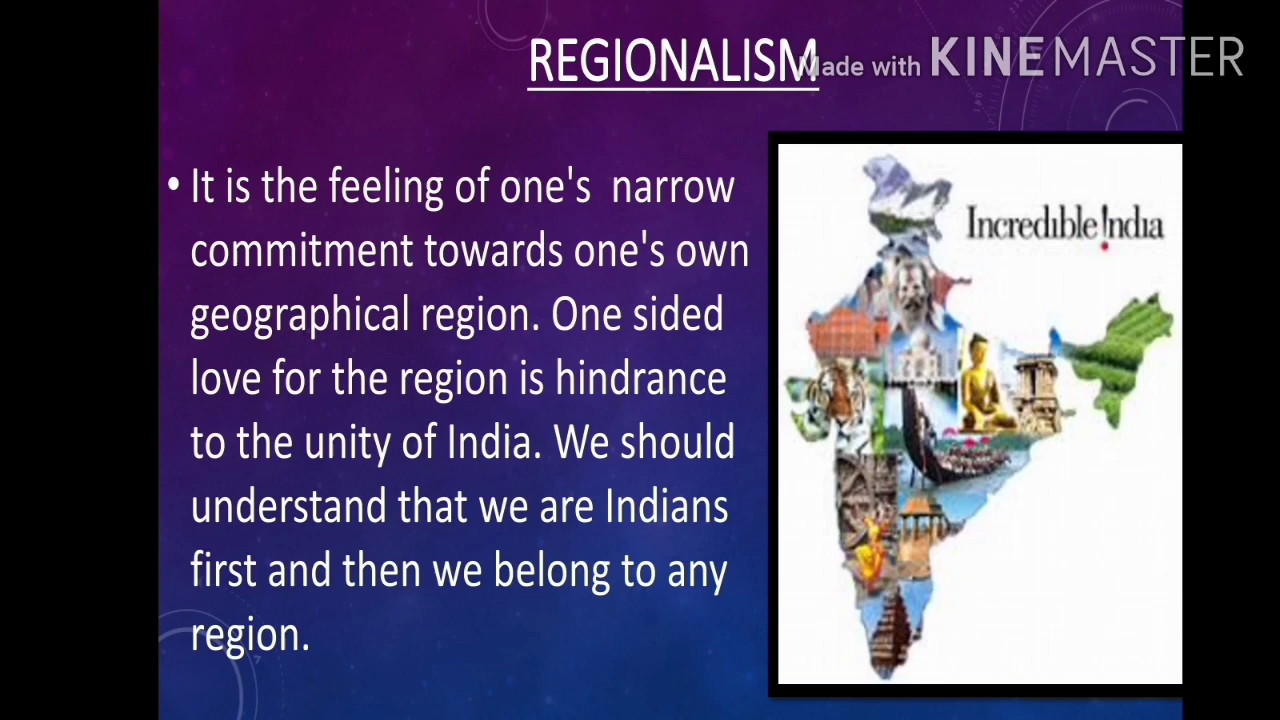 REGIONALISM
Made with KINEMASTER
• It is the feeling of one's narrow
commitment towards one's own
geographical region. One sided
love for the region is hindrance
to the unity of India. We should
understand that we are Indians
first and then we belong to any
region.
Incredible !ndia